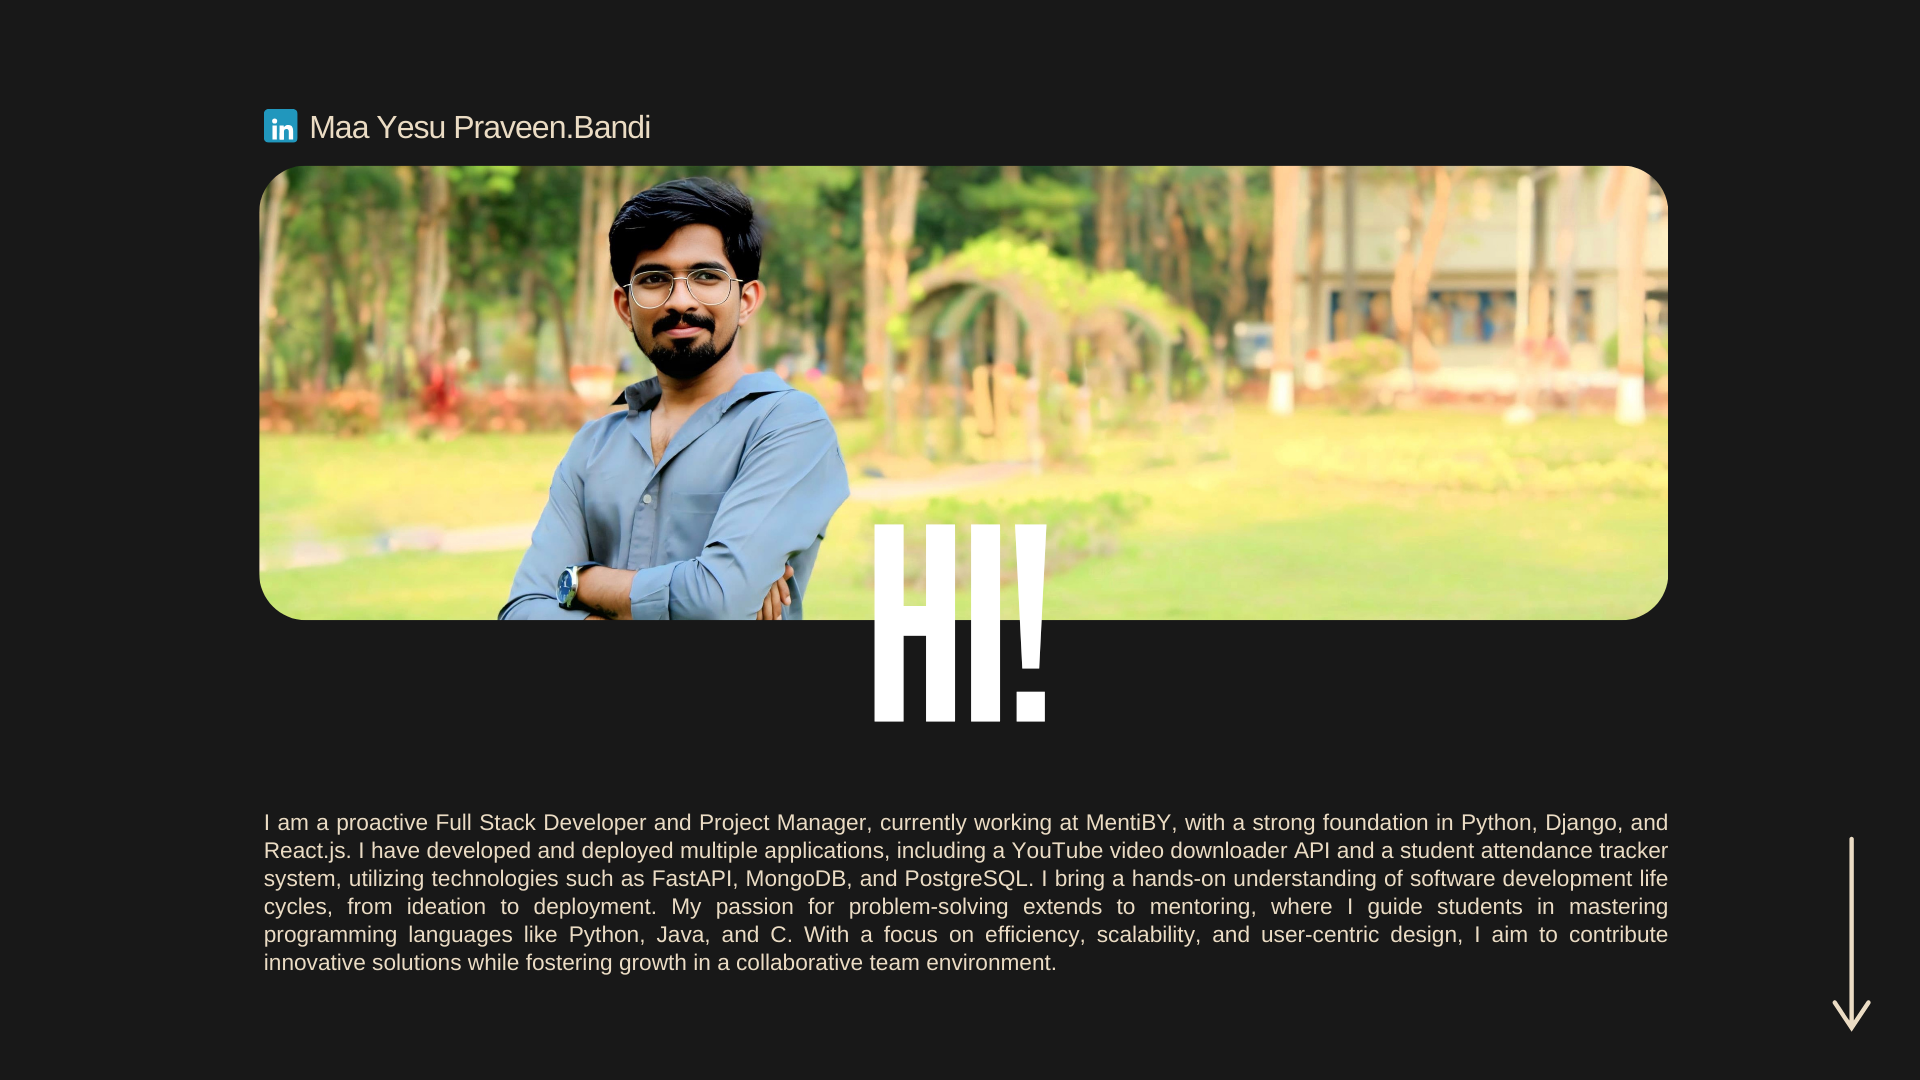 in Maa Yesu Praveen.Bandi
HI!
I am a proactive Full Stack Developer and Project Manager, currently working at MentiBY, with a strong foundation in Python, Django, and
React.js. I have developed and deployed multiple applications, including a YouTube video downloader API and a student attendance tracker
system, utilizing technologies such as FastAPI, MongoDB, and PostgreSQL. I bring a hands-on understanding of software development life
cycles, from ideation to deployment. My passion for problem-solving extends to mentoring, where I guide students in mastering
programming languages like Python, Java, and C. With a focus on efficiency, scalability, and user-centric design, I aim to contribute
innovative solutions while fostering growth in a collaborative team environment.